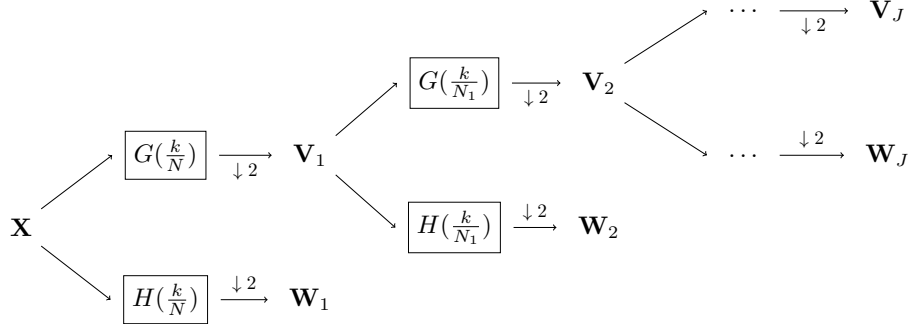 ⋯ ↓ 2 V_J
G(k/N_1) ↓ 2 V_2
G(k/N) ↓ 2 V_1 ⋯ ↓ 2 W_J
X H(k/N_1) ↓ 2 W_2
H(k/N) ↓ 2 W_1